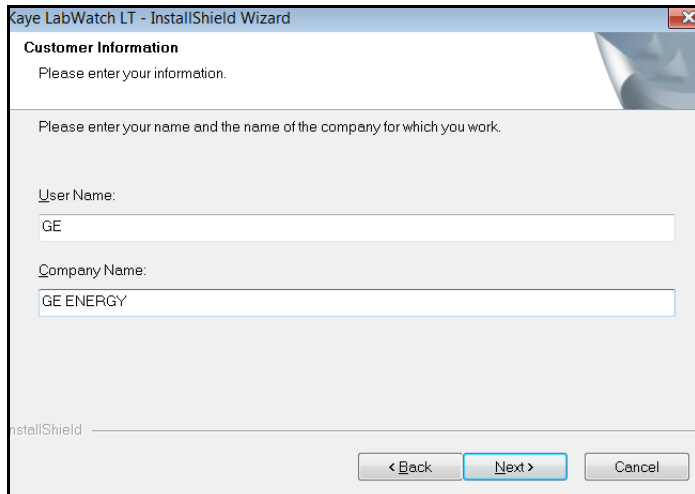 Kaye LabWatch LT - InstallShield Wizard
Customer Information
Please enter your information.
Please enter your name and the name of the company for which you work.
User Name:
GE
Company Name:
GE ENERGY
nstallShield
< Back Next > Cancel